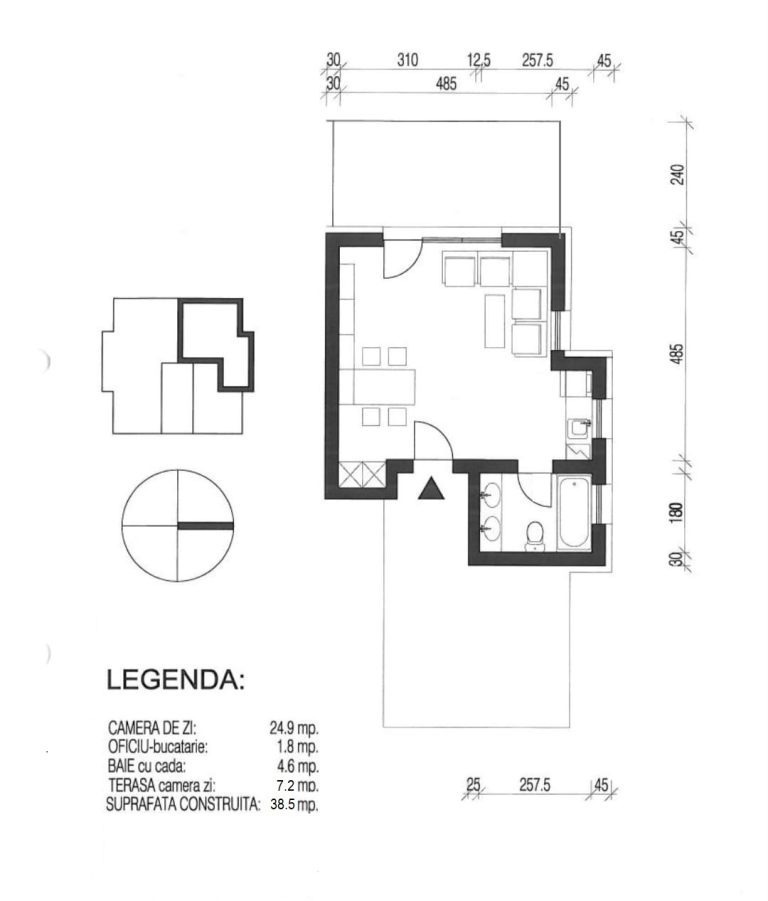 30 310 12,5 257.5 45
30 485 45
240
45
485
180
30
LEGENDA:
CAMERA DE ZI: 24.9 mp.
OFICIU-bucatarie: 1.8 mp.
BAIE cu cada: 4.6 mp.
TERASA camera zi: 7.2 mp.
SUPRAFATA CONSTRUITA: 38.5 mp.
25 257.5 45